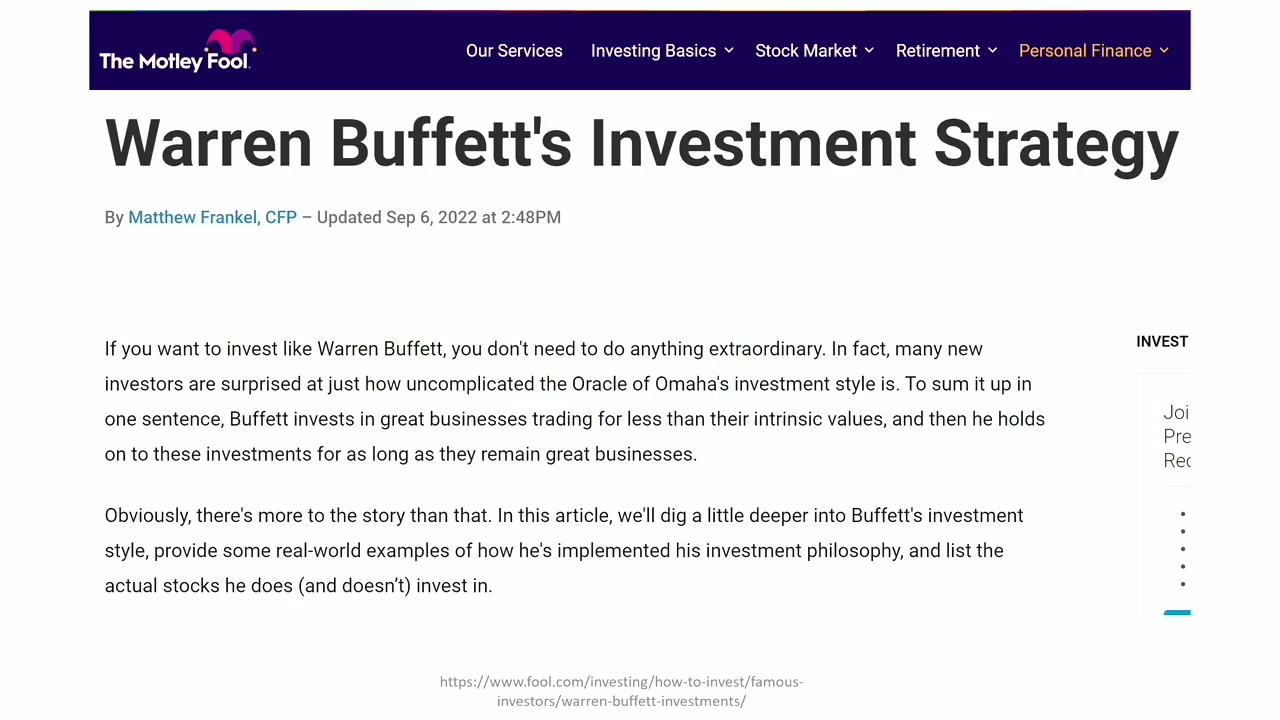 The Motley Fool.
Our Services Investing Basics Stock Market Retirement Personal Finance
Warren Buffett's Investment Strategy
By Matthew Frankel, CFP – Updated Sep 6, 2022 at 2:48PM
If you want to invest like Warren Buffett, you don't need to do anything extraordinary. In fact, many new
investors are surprised at just how uncomplicated the Oracle of Omaha's investment style is. To sum it up in
one sentence, Buffett invests in great businesses trading for less than their intrinsic values, and then he holds
on to these investments for as long as they remain great businesses.
Obviously, there's more to the story than that. In this article, we'll dig a little deeper into Buffett's investment
style, provide some real-world examples of how he's implemented his investment philosophy, and list the
actual stocks he does (and doesn’t) invest in.
INVEST
Joi
Pre
Rec
https://www.fool.com/investing/how-to-invest/famous-
investors/warren-buffett-investments/